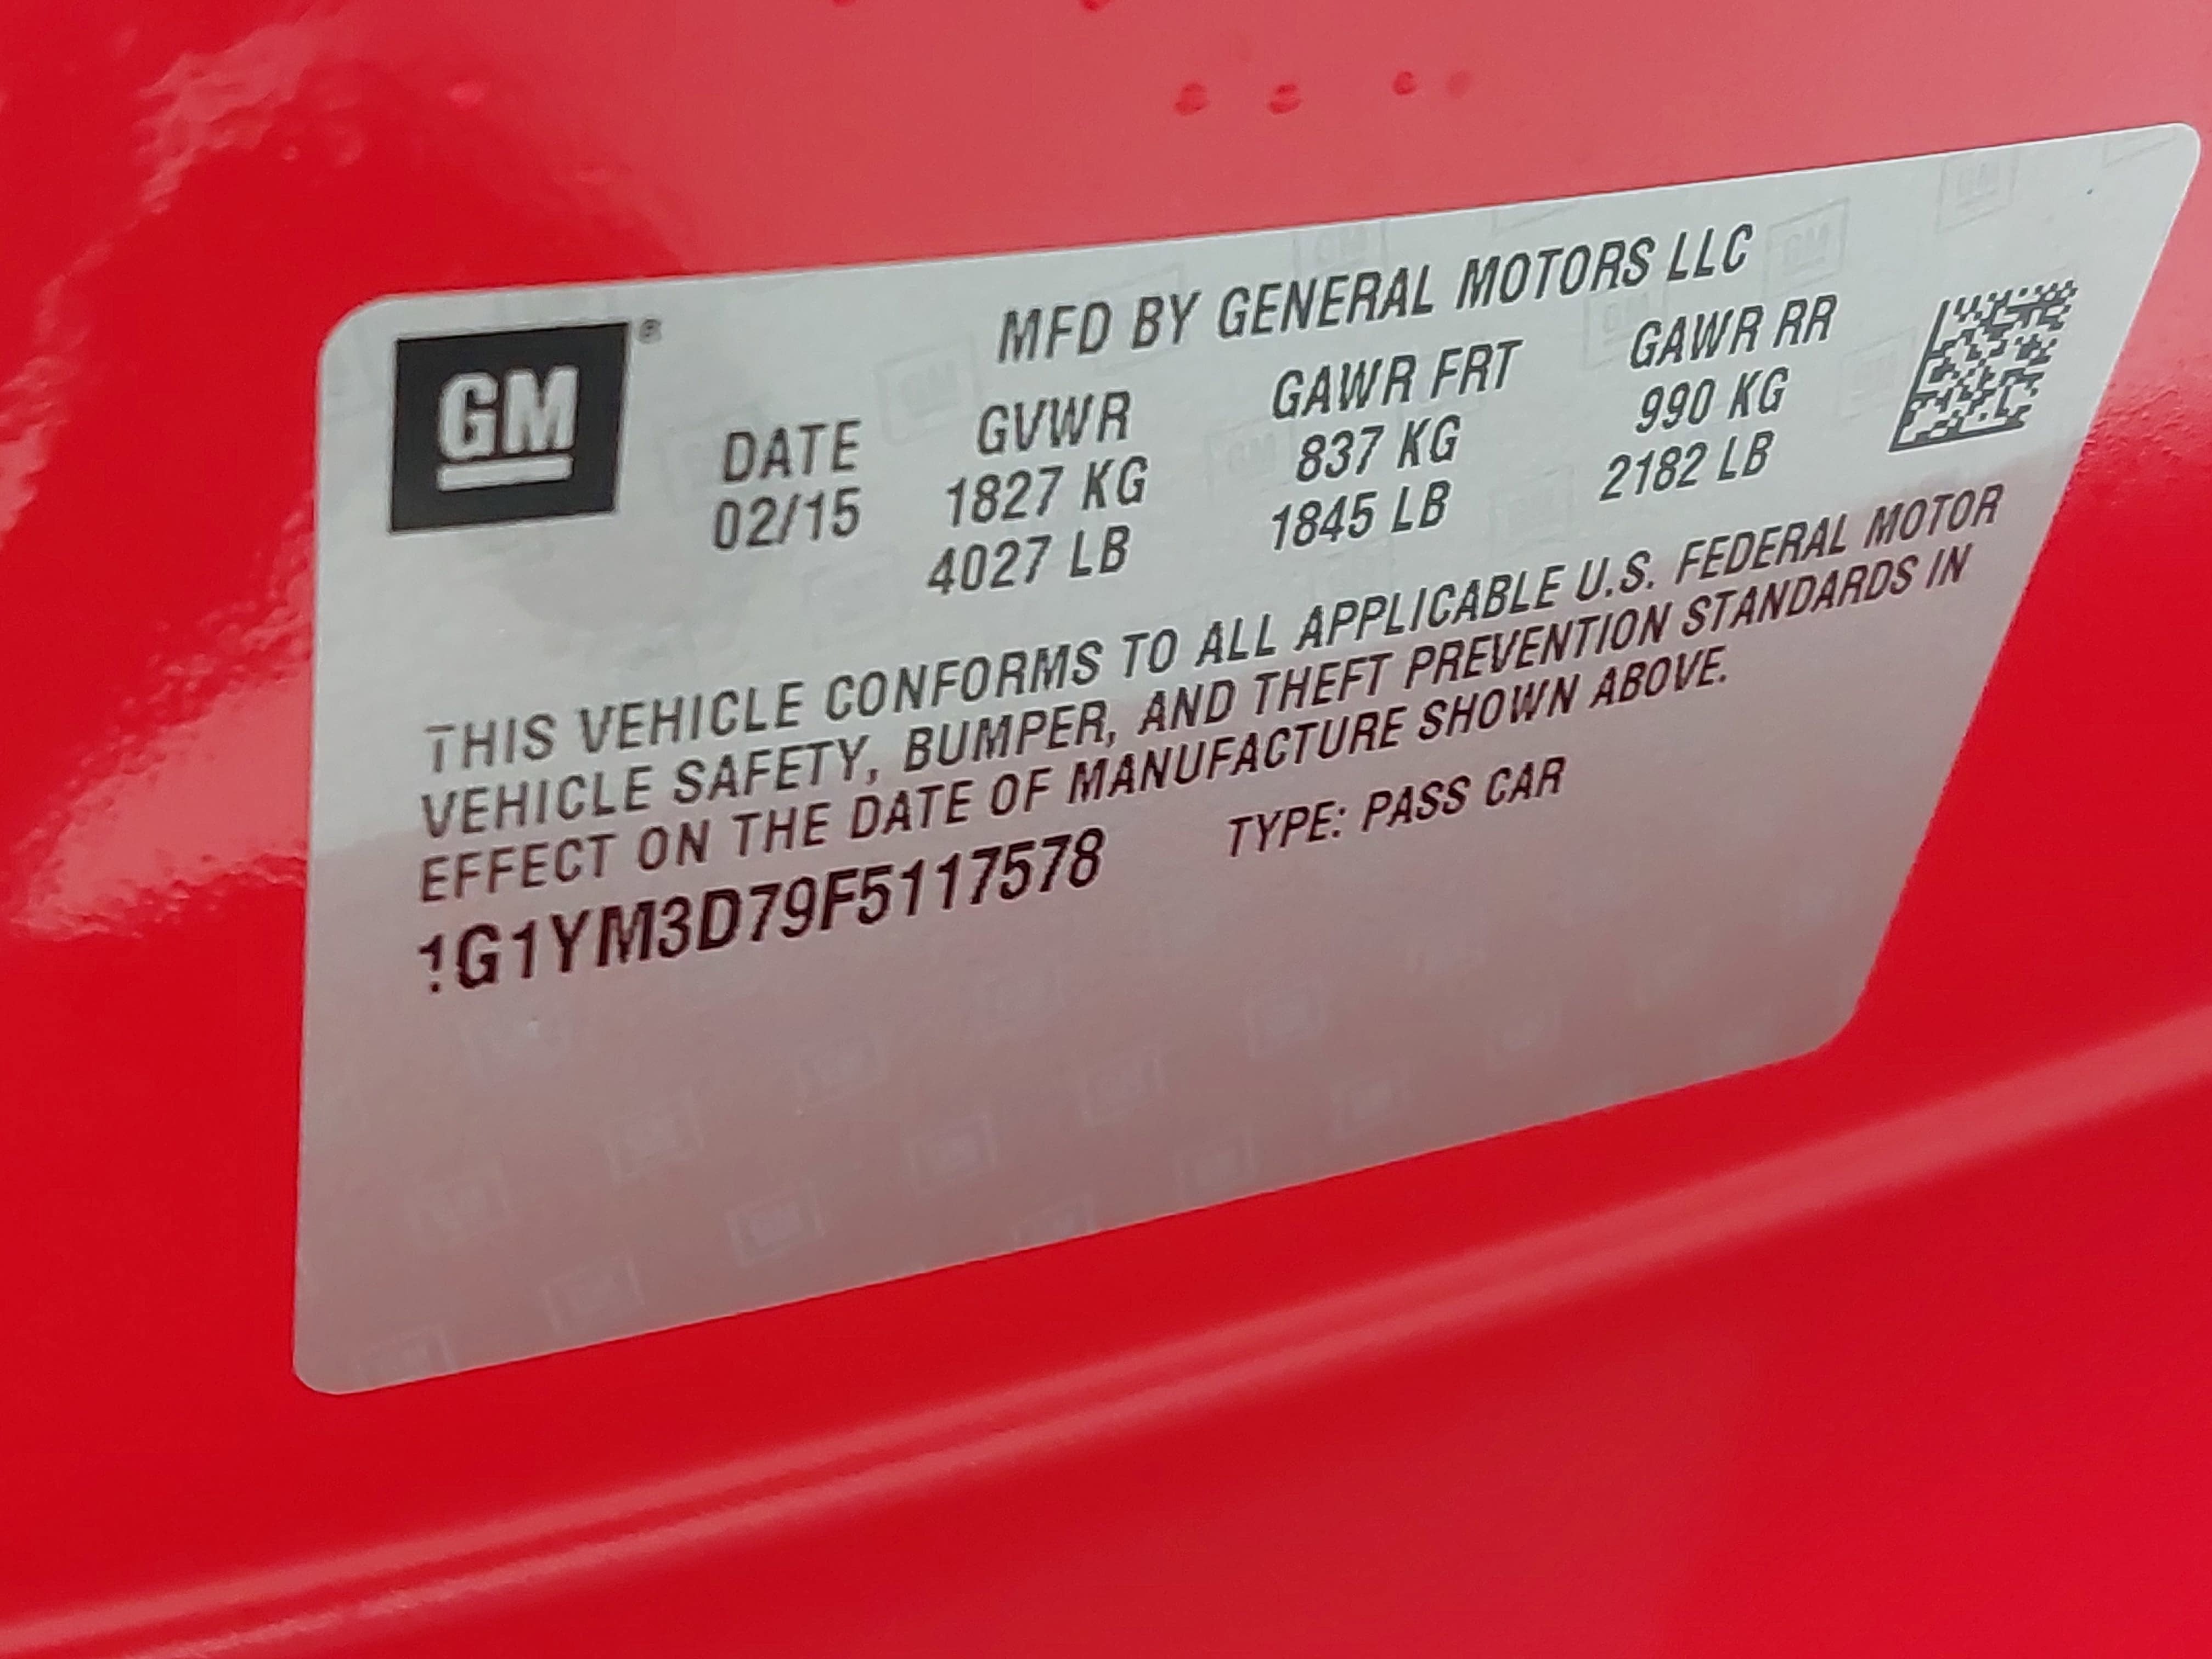 GM®
MFD BY GENERAL MOTORS LLC
DATE GVWR GAWR FRT GAWR RR
02/15 1827 KG 837 KG 990 KG
4027 LB 1845 LB 2182 LB
THIS VEHICLE CONFORMS TO ALL APPLICABLE U.S. FEDERAL MOTOR
VEHICLE SAFETY, BUMPER, AND THEFT PREVENTION STANDARDS IN
EFFECT ON THE DATE OF MANUFACTURE SHOWN ABOVE.
1G1YM3D79F5117578 TYPE: PASS CAR